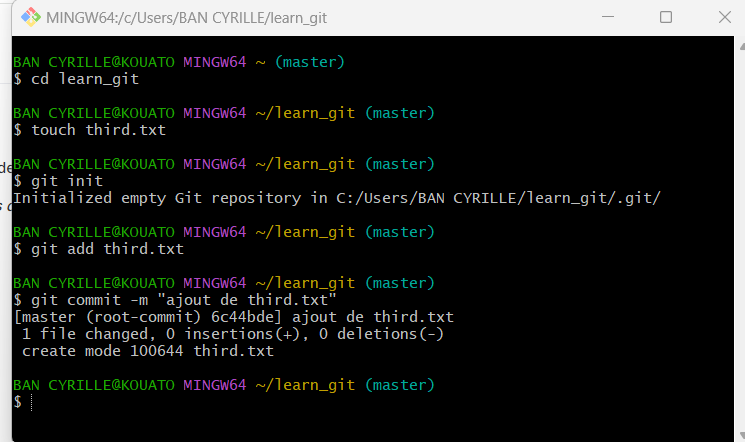 MINGW64:/c/Users/BAN CYRILLE/learn_git
BAN CYRILLE@KOUATO MINGW64 ~ (master)
$ cd learn_git
BAN CYRILLE@KOUATO MINGW64 ~/learn_git (master)
$ touch third.txt
BAN CYRILLE@KOUATO MINGW64 ~/learn_git (master)
$ git init
Initialized empty Git repository in C:/Users/BAN CYRILLE/learn_git/.git/
BAN CYRILLE@KOUATO MINGW64 ~/learn_git (master)
$ git add third.txt
BAN CYRILLE@KOUATO MINGW64 ~/learn_git (master)
$ git commit -m "ajout de third.txt"
[master (root-commit) 6c44bde] ajout de third.txt
 1 file changed, 0 insertions(+), 0 deletions(-)
 create mode 100644 third.txt
BAN CYRILLE@KOUATO MINGW64 ~/learn_git (master)
$